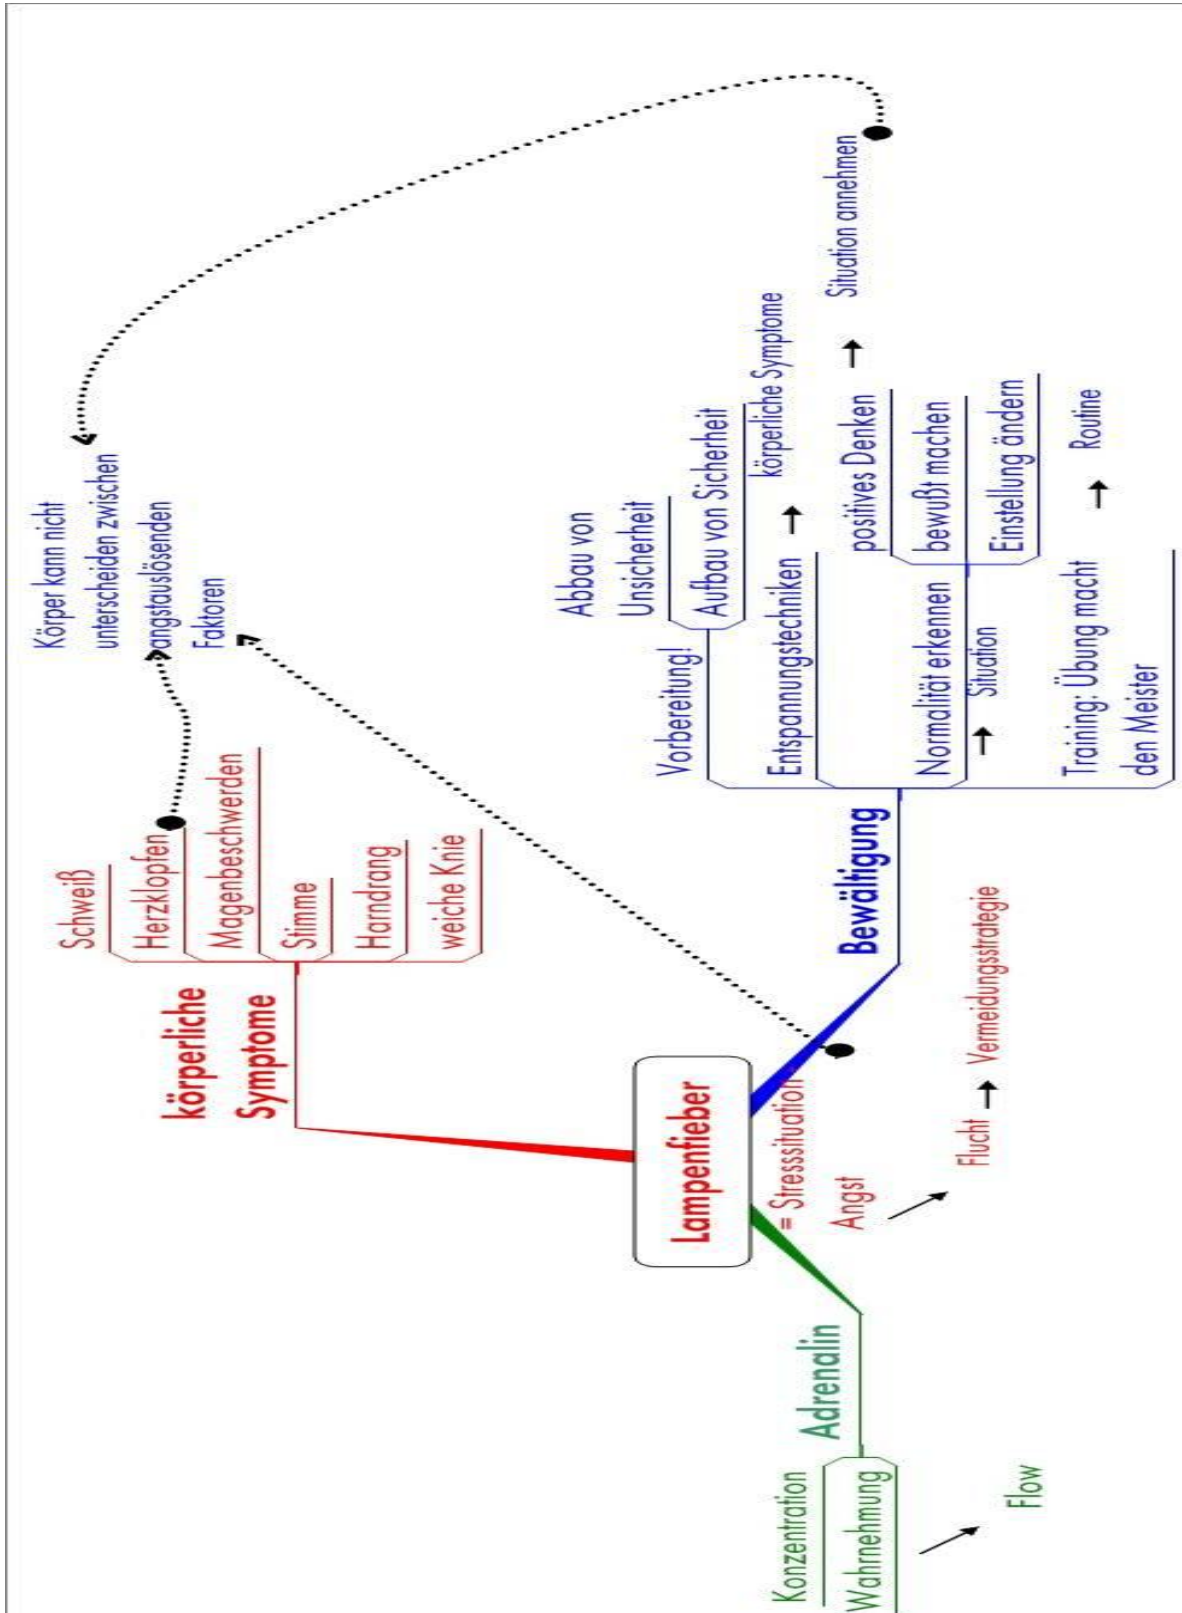 körperliche
Symptome
Schweiß
Herzklopfen
Magenbeschwerden
Stimme
Harndrang
weiche Knie
Körper kann nicht
unterscheiden zwischen
angstauslösenden
Faktoren
Lampenfieber
= Stresssituation
Angst
Flucht
Vermeidungsstrategie
Adrenalin
Konzentration
Wahrnehmung
Flow
Bewältigung
Vorbereitung!
Abbau von
Unsicherheit
Aufbau von Sicherheit
Entspannungstechniken
körperliche Symptome
Normalität erkennen
Situation
positives Denken
bewußt machen
Einstellung ändern
Situation annehmen
Training: Übung macht
den Meister
Routine